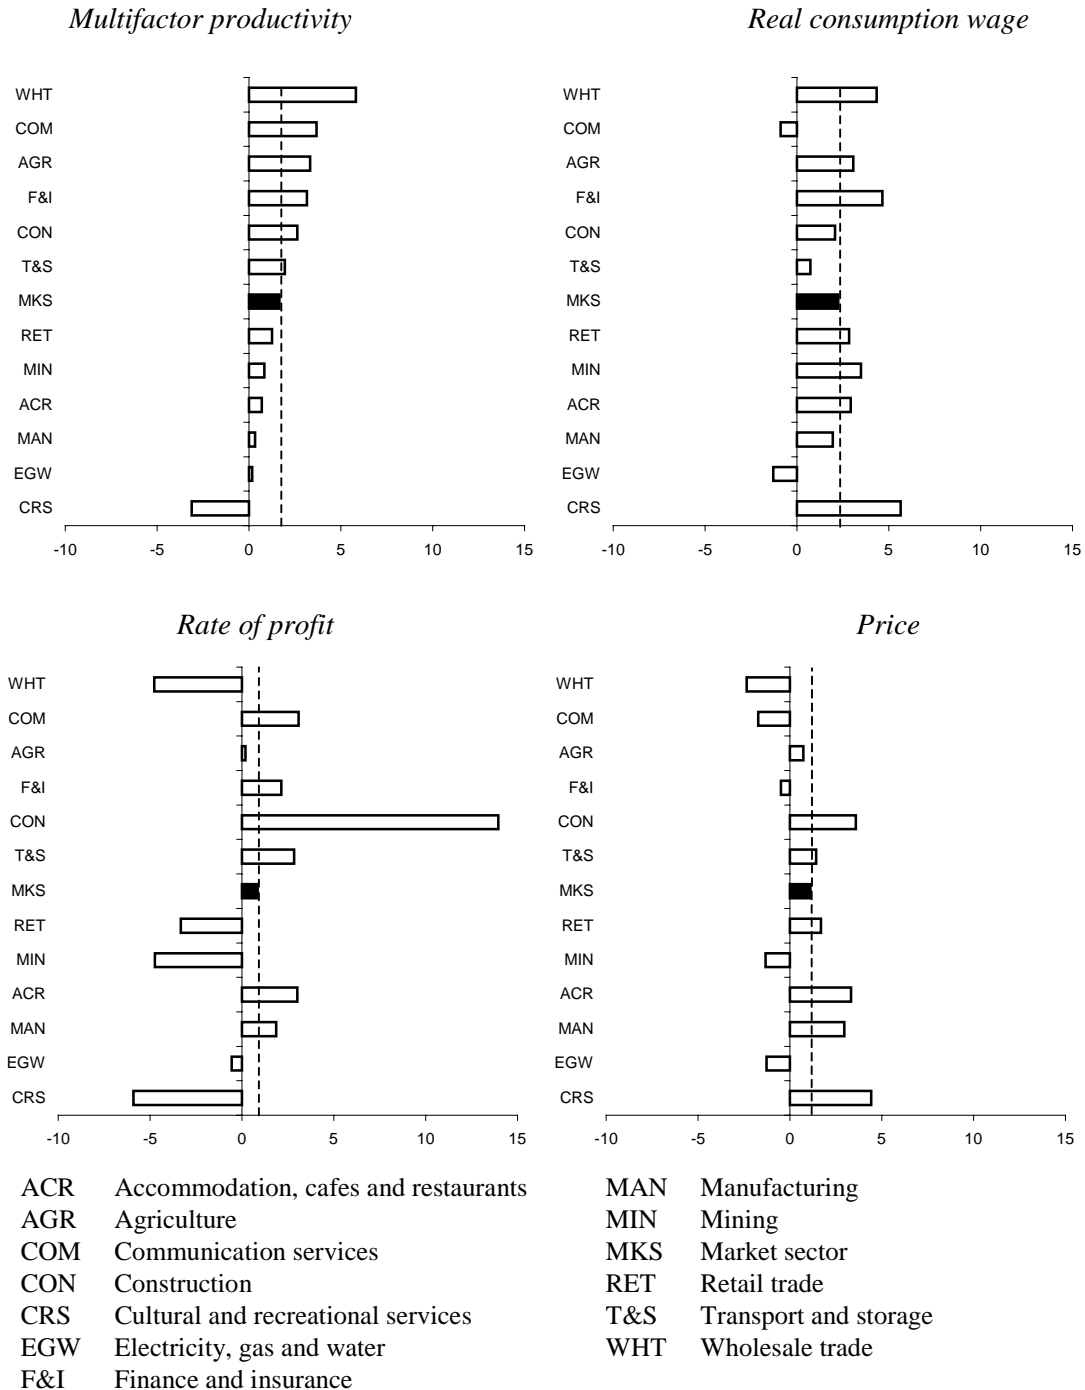 Multifactor productivity
WHT
COM
AGR
F&I
CON
T&S
MKS
RET
MIN
ACR
MAN
EGW
CRS
-10 -5 0 5 10 15
Real consumption wage
WHT
COM
AGR
F&I
CON
T&S
MKS
RET
MIN
ACR
MAN
EGW
CRS
-10 -5 0 5 10 15
Rate of profit
WHT
COM
AGR
F&I
CON
T&S
MKS
RET
MIN
ACR
MAN
EGW
CRS
-10 -5 0 5 10 15
Price
WHT
COM
AGR
F&I
CON
T&S
MKS
RET
MIN
ACR
MAN
EGW
CRS
-10 -5 0 5 10 15
ACR Accommodation, cafes and restaurants
AGR Agriculture
COM Communication services
CON Construction
CRS Cultural and recreational services
EGW Electricity, gas and water
F&I Finance and insurance
MAN Manufacturing
MIN Mining
MKS Market sector
RET Retail trade
T&S Transport and storage
WHT Wholesale trade